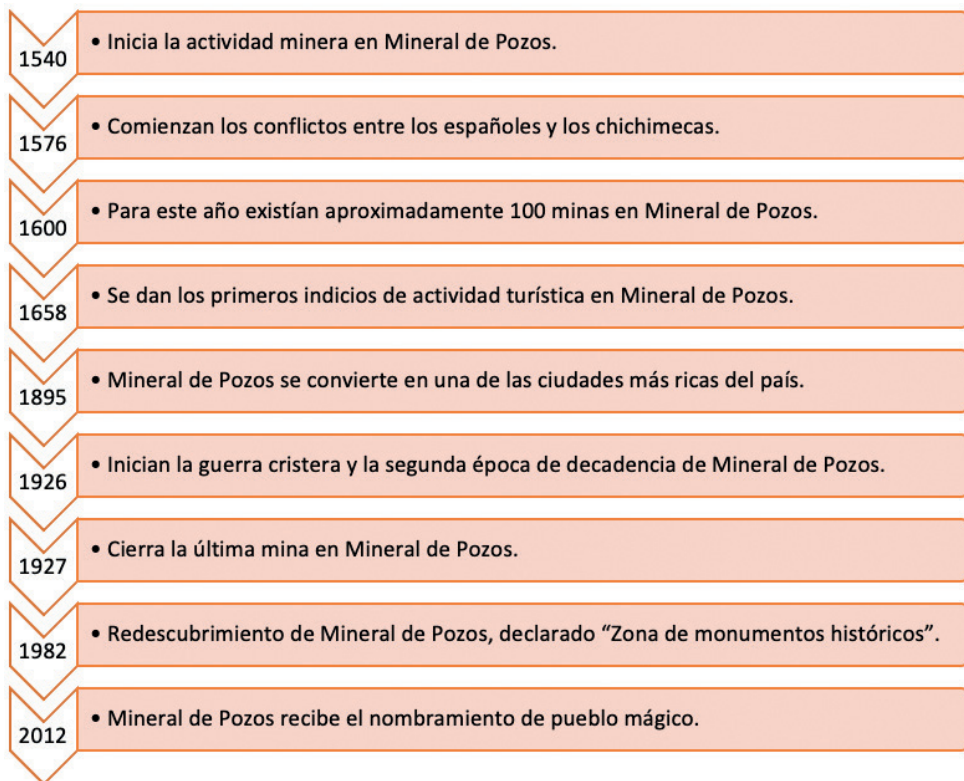 1540
• Inicia la actividad minera en Mineral de Pozos.
1576
• Comienzan los conflictos entre los españoles y los chichimecas.
1600
• Para este año existían aproximadamente 100 minas en Mineral de Pozos.
1658
• Se dan los primeros indicios de actividad turística en Mineral de Pozos.
1895
• Mineral de Pozos se convierte en una de las ciudades más ricas del país.
1926
• Inician la guerra cristera y la segunda época de decadencia de Mineral de Pozos.
1927
• Cierra la última mina en Mineral de Pozos.
1982
• Redescubrimiento de Mineral de Pozos, declarado “Zona de monumentos históricos”.
2012
• Mineral de Pozos recibe el nombramiento de pueblo mágico.